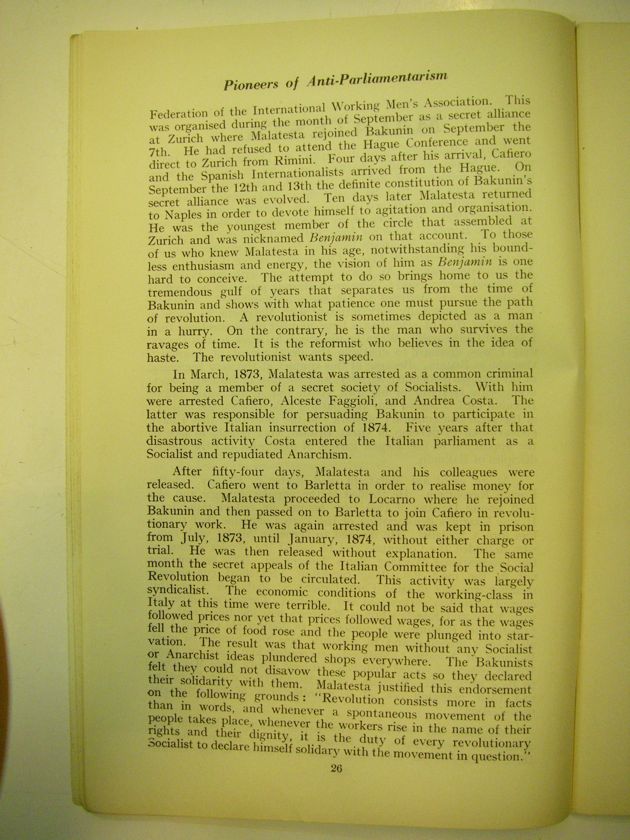 Pioneers of Anti-Parliamentarism
Federation of the International Working Men's Association. This
was organised during the month of September as a secret alliance
at Zurich where Malatesta rejoined Bakunin on September the
7th. He had refused to attend the Hague Conference and went
direct to Zurich from Rimini. Four days after his arrival, Cafiero
and the Spanish Internationalists arrived from the Hague. On
September the 12th and 13th the definite constitution of Bakunin's
secret alliance was evolved. Ten days later Malatesta returned
to Naples in order to devote himself to agitation and organisation.
He was the youngest member of the circle that assembled at
Zurich and was nicknamed Benjamin on that account. To those
of us who knew Malatesta in his age, notwithstanding his bound-
less enthusiasm and energy, the vision of him as Benjamin is one
hard to conceive. The attempt to do so brings home to us the
tremendous gulf of years that separates us from the time of
Bakunin and shows with what patience one must pursue the path
of revolution. A revolutionist is sometimes depicted as a man
in a hurry. On the contrary, he is the man who survives the
ravages of time. It is the reformist who believes in the idea of
haste. The revolutionist wants speed.
In March, 1873, Malatesta was arrested as a common criminal
for being a member of a secret society of Socialists. With him
were arrested Cafiero, Alceste Faggioli, and Andrea Costa. The
latter was responsible for persuading Bakunin to participate in
the abortive Italian insurrection of 1874. Five years after that
disastrous activity Costa entered the Italian parliament as a
Socialist and repudiated Anarchism.
After fifty-four days, Malatesta and his colleagues were
released. Cafiero went to Barletta in order to realise money for
the cause. Malatesta proceeded to Locarno where he rejoined
Bakunin and then passed on to Barletta to join Cafiero in revolu-
tionary work. He was again arrested and was kept in prison
from July, 1873, until January, 1874, without either charge or
trial. He was then released without explanation. The same
month the secret appeals of the Italian Committee for the Social
Revolution began to be circulated. This activity was largely
syndicalist. The economic conditions of the working-class in
Italy at this time were terrible. It could not be said that wages
followed prices nor yet that prices followed wages, for as the wages
fell the price of food rose and the people were plunged into star-
vation. The result was that working men without any Socialist
or Anarchist ideas plundered shops everywhere. The Bakunists
felt they could not disavow these popular acts so they declared
their solidarity with them. Malatesta justified this endorsement
on the following grounds: "Revolution consists more in facts
than in words, and whenever a spontaneous movement of the
people takes place, whenever the workers rise in the name of their
rights and their dignity, it is the duty of every revolutionary
Socialist to declare himself solidary with the movement in question."
26